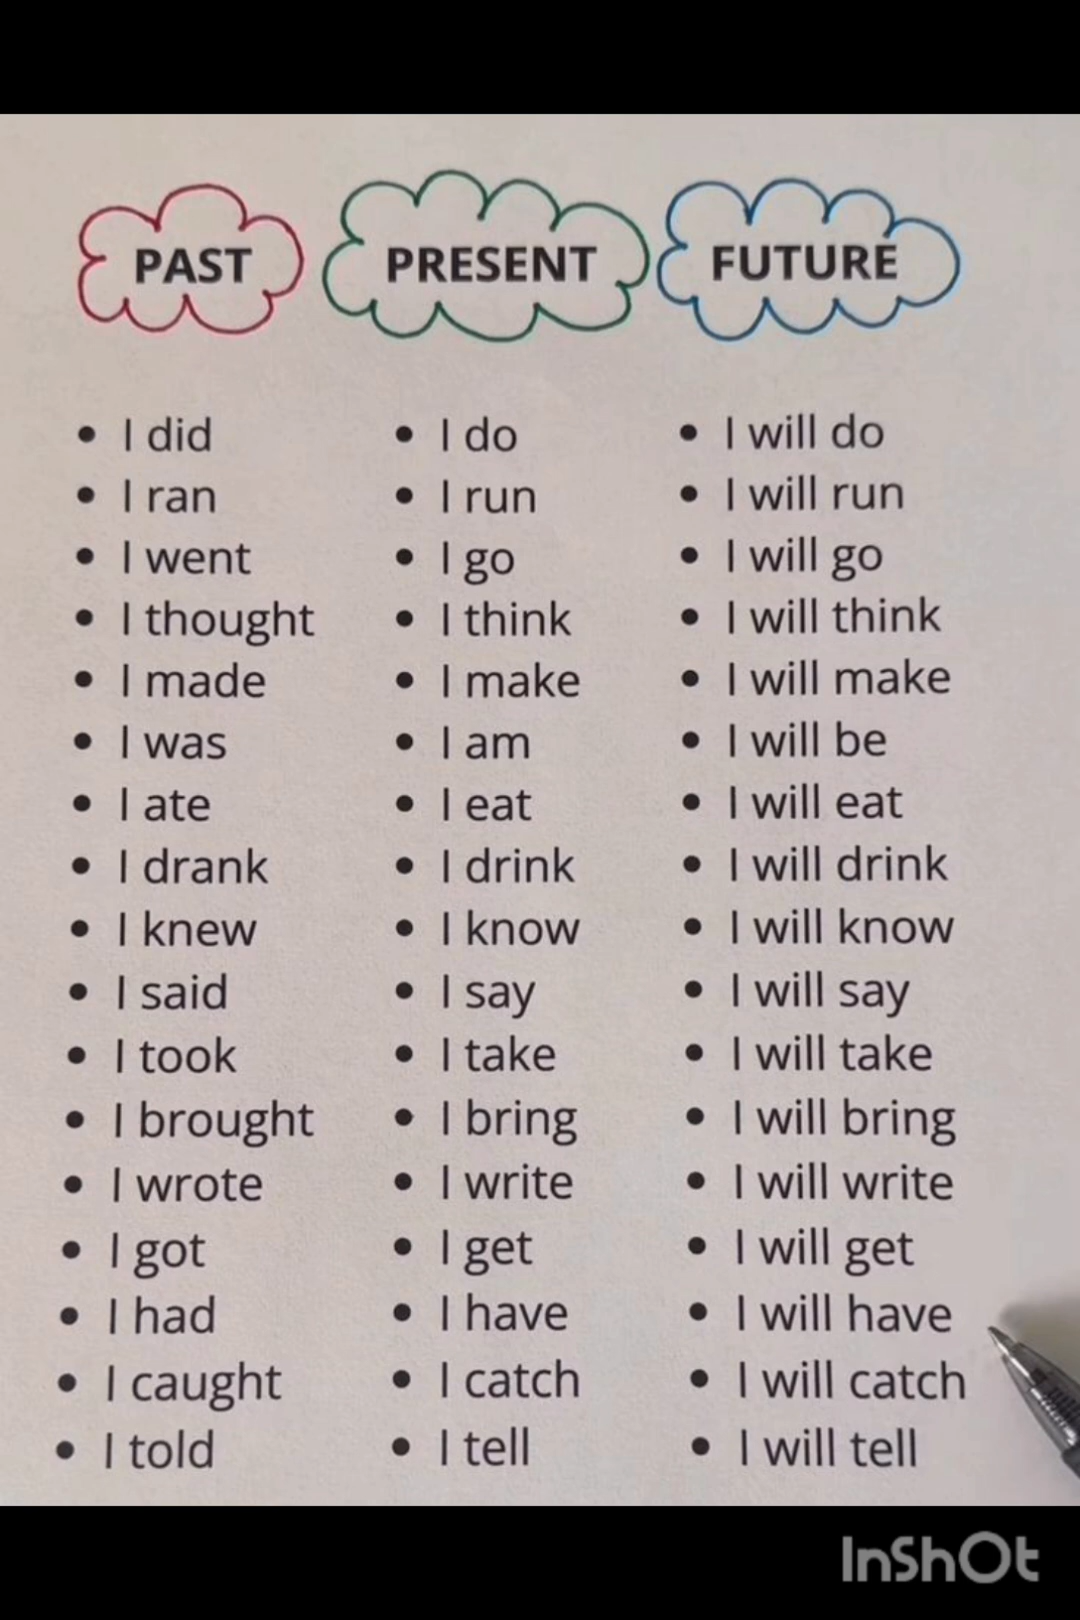 PAST PRESENT FUTURE
• I did • I do • I will do
• I ran • I run • I will run
• I went • I go • I will go
• I thought • I think • I will think
• I made • I make • I will make
• I was • I am • I will be
• I ate • I eat • I will eat
• I drank • I drink • I will drink
• I knew • I know • I will know
• I said • I say • I will say
• I took • I take • I will take
• I brought • I bring • I will bring
• I wrote • I write • I will write
• I got • I get • I will get
• I had • I have • I will have
• I caught • I catch • I will catch
• I told • I tell • I will tell
InShOt